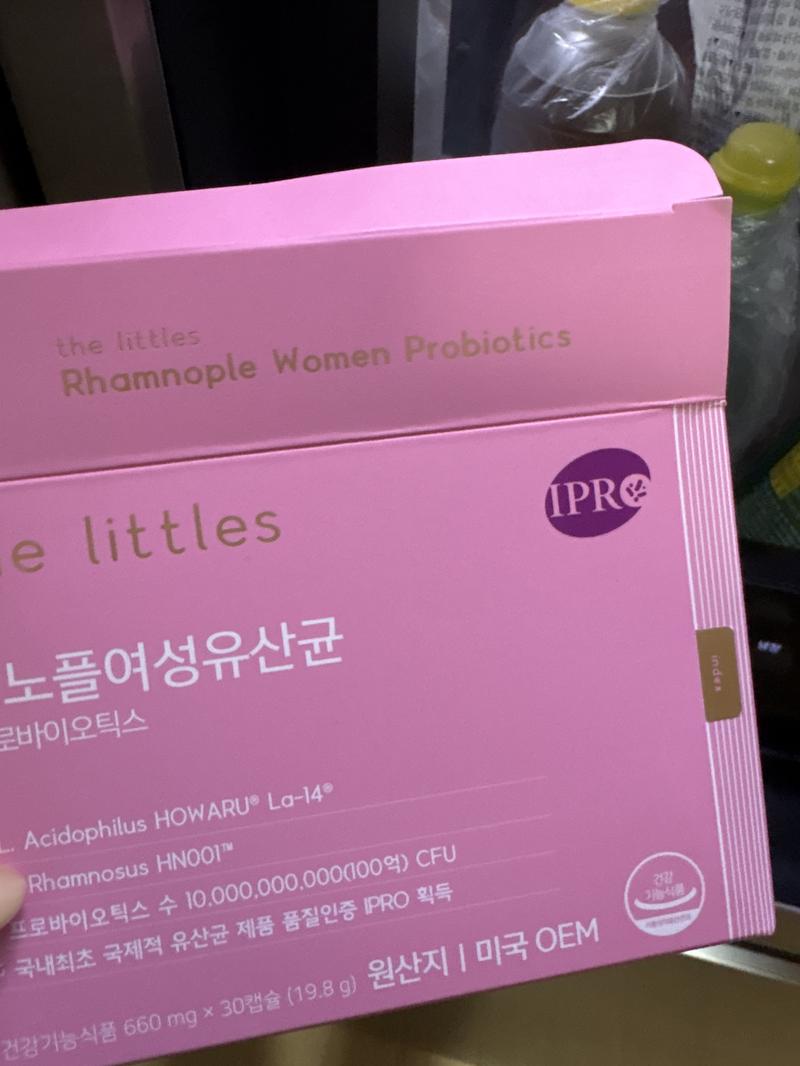 the littles
Rhamnople Women Probiotics
IPRO
littles
노플여성유산균
로바이오틱스
index
L. Acidophilus HOWARU® La-14®
Rhamnosus HN001™
프로바이오틱스 수 10,000,000,000(100억) CFU
국내최초 국제적 유산균 제품 품질인증 IPRO 획득
건강
기능식품
건강기능식품 660 mg × 30캡슐 (19.8 g) 원산지 | 미국 OEM